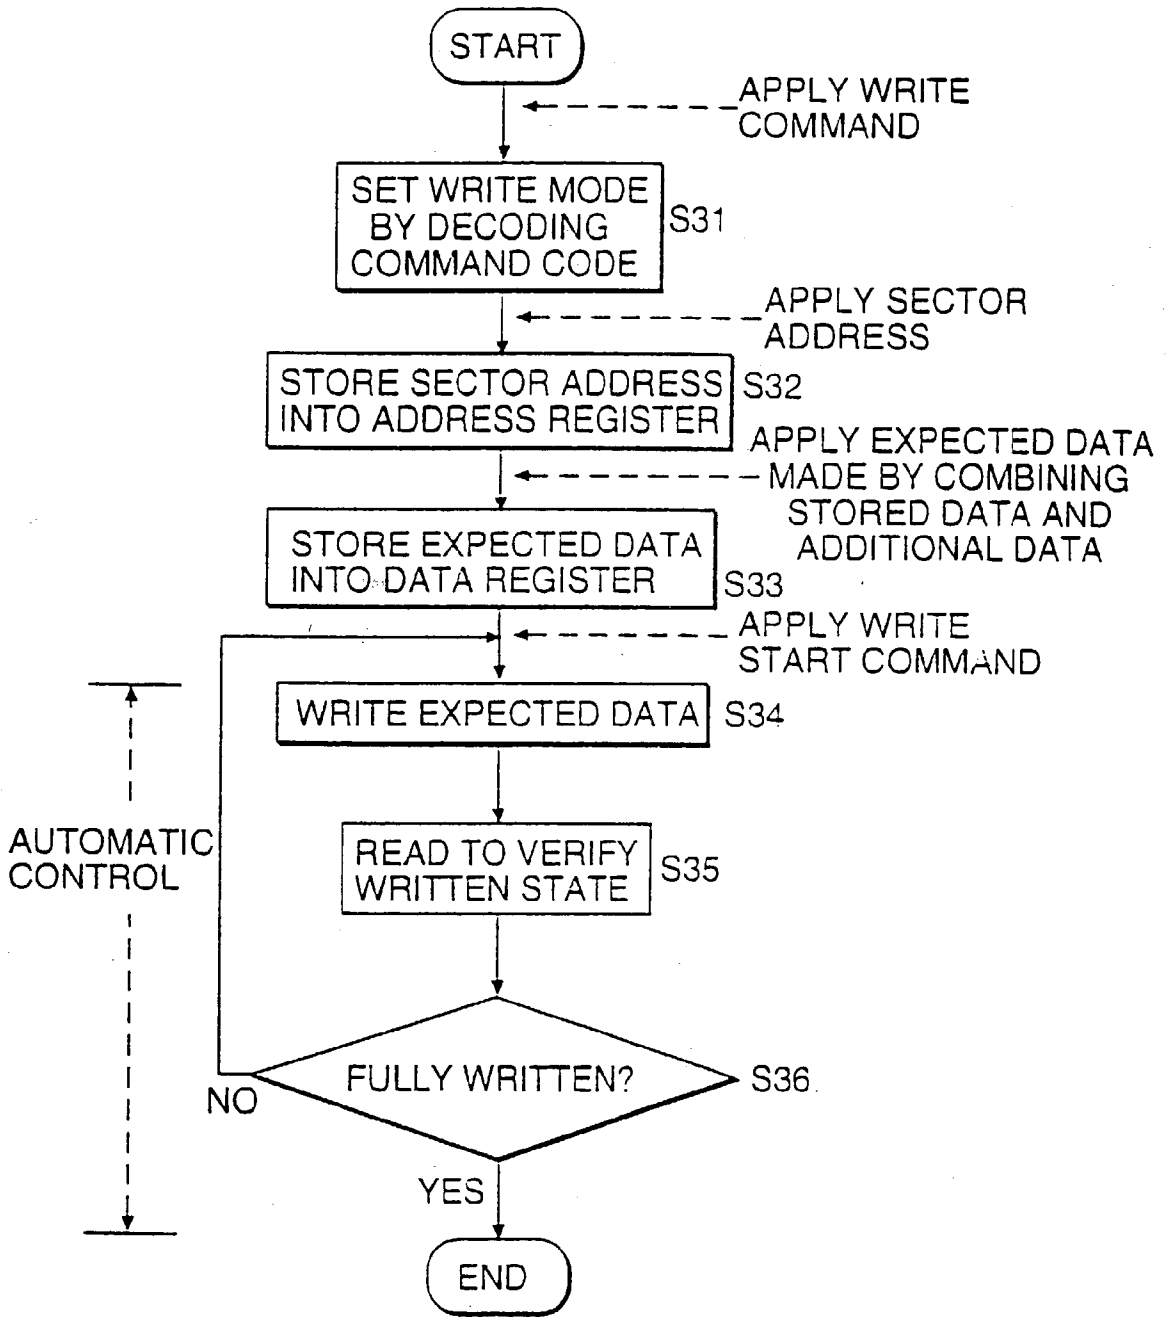 START
APPLY WRITE
COMMAND
SET WRITE MODE
BY DECODING
COMMAND CODE
S31
APPLY SECTOR
ADDRESS
STORE SECTOR ADDRESS
INTO ADDRESS REGISTER
S32
APPLY EXPECTED DATA
MADE BY COMBINING
STORED DATA AND
ADDITIONAL DATA
STORE EXPECTED DATA
INTO DATA REGISTER
S33
APPLY WRITE
START COMMAND
WRITE EXPECTED DATA
S34
AUTOMATIC
CONTROL
READ TO VERIFY
WRITTEN STATE
S35
FULLY WRITTEN?
S36
NO
YES
END